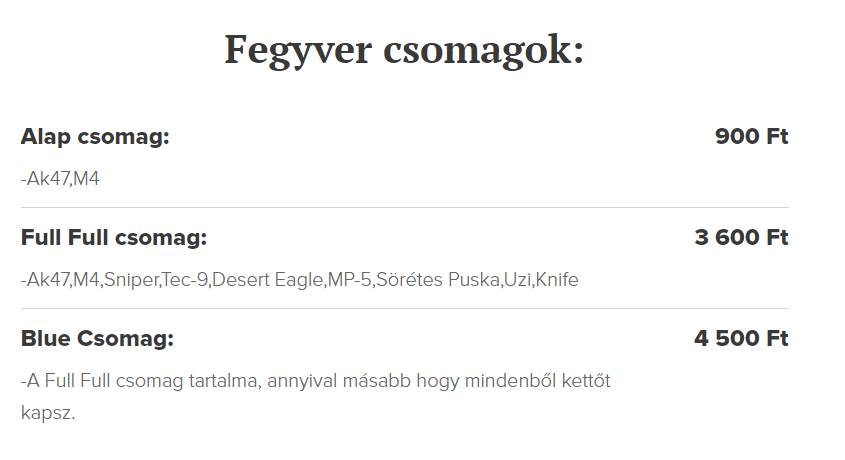 Fegyver csomagok:
Alap csomag: 900 Ft
-Ak47,M4
Full Full csomag: 3 600 Ft
-Ak47,M4,Sniper,Tec-9,Desert Eagle,MP-5,Sörétes Puska,Uzi,Knife
Blue Csomag: 4 500 Ft
-A Full Full csomag tartalma, annyival másabb hogy mindenből kettőt
kapsz.